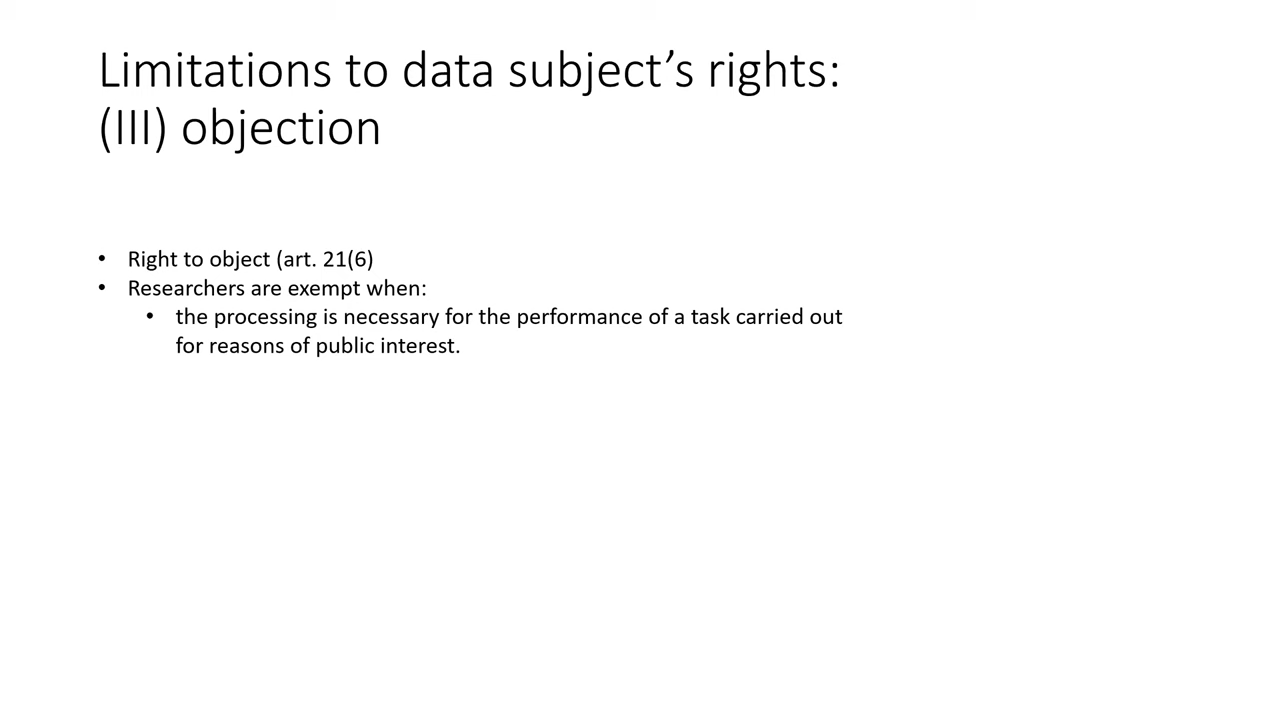 Limitations to data subject’s rights:
(III) objection
• Right to object (art. 21(6)
• Researchers are exempt when:
• the processing is necessary for the performance of a task carried out
for reasons of public interest.